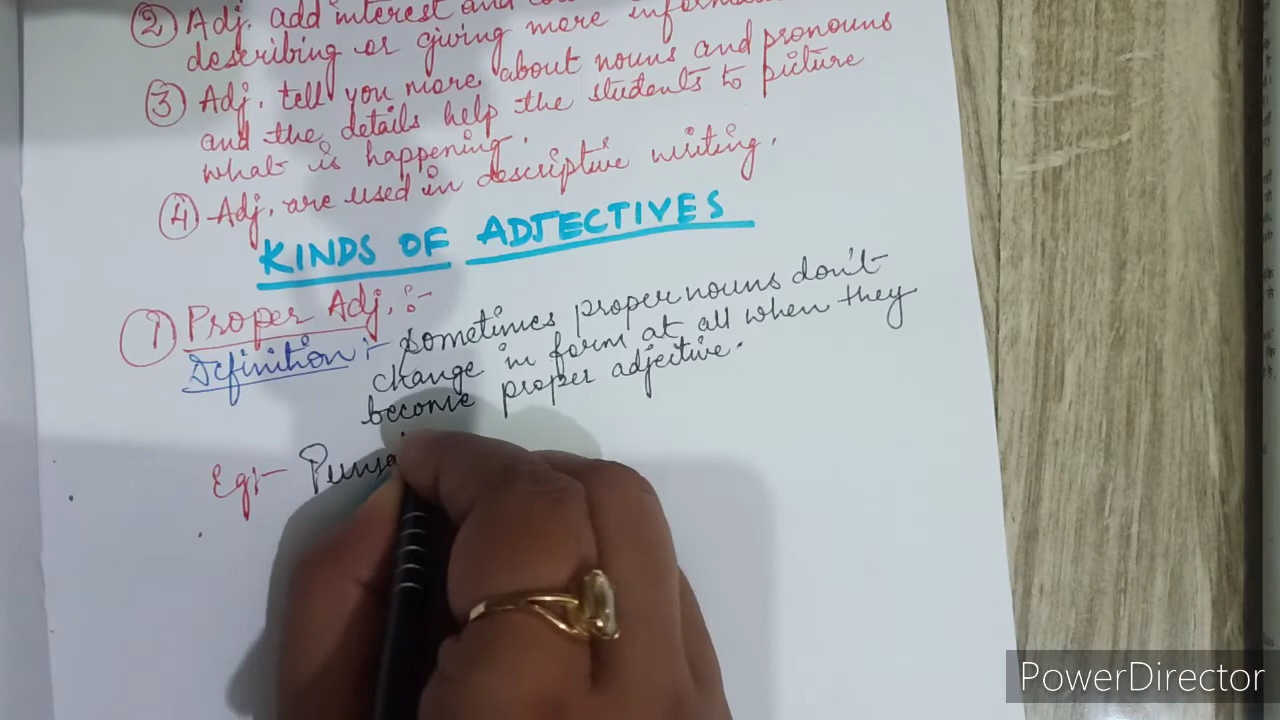 ② Adj. add interest and
describing or giving more
③ Adj. tell you more about nouns and pronouns
and the details help the students to picture
what is happening.
④ Adj. are used in descriptive writing.
KINDS OF ADJECTIVES
1) Proper Adj. :-
Definition :- Sometimes proper nouns don't
change in form at all when they
become proper adjective.
Eg:- Punja
PowerDirector